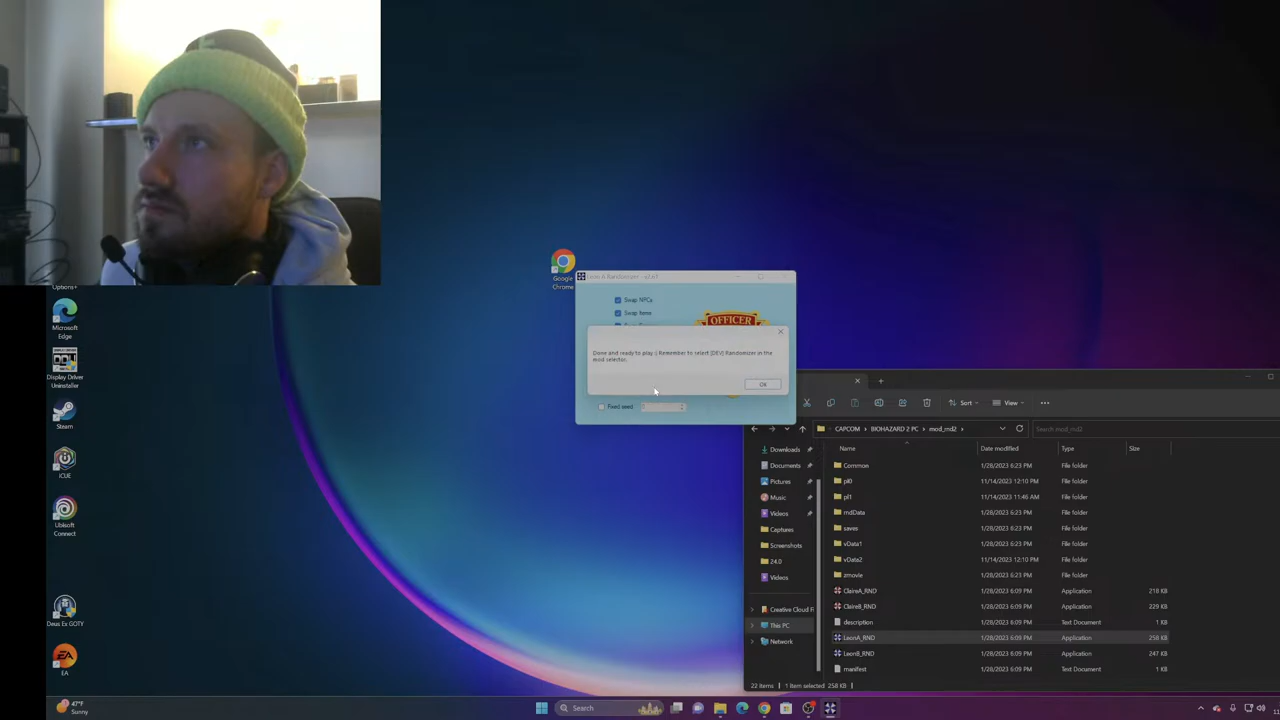 Options+
Microsoft
Edge
Display Driver
Uninstaller
Steam
iCUE
Ubisoft
Connect
Deus Ex GOTY
EA
Google
Chrome
Swap NPCs
Swap Items
OFFICER
Done and ready to play :) Remember to select [DEV] Randomizer in the
mod selector.
OK
Fixed seed
Sort
View
CAPCOM
BIOHAZARD 2 PC
mod_rnd2
Search mod_rnd2
Downloads
Documents
Pictures
Music
Videos
Captures
Screenshots
24.0
Videos
Creative Cloud Fi
This PC
Network
Name Date modified Type Size
Common 1/28/2023 6:23 PM File folder
pl0 11/14/2023 12:10 PM File folder
pl1 11/14/2023 11:46 AM File folder
rndData 1/28/2023 6:23 PM File folder
saves 1/28/2023 6:23 PM File folder
vData1 1/28/2023 6:23 PM File folder
vData2 11/14/2023 12:10 PM File folder
zmovie 1/28/2023 6:23 PM File folder
ClaireA_RND 1/28/2023 6:09 PM Application 218 KB
ClaireB_RND 1/28/2023 6:09 PM Application 229 KB
description 1/28/2023 6:09 PM Text Document 1 KB
LeonA_RND 1/28/2023 6:09 PM Application 258 KB
LeonB_RND 1/28/2023 6:09 PM Application 247 KB
manifest 1/28/2023 6:09 PM Text Document 1 KB
22 items 1 item selected 258 KB
47°F
Sunny
Search